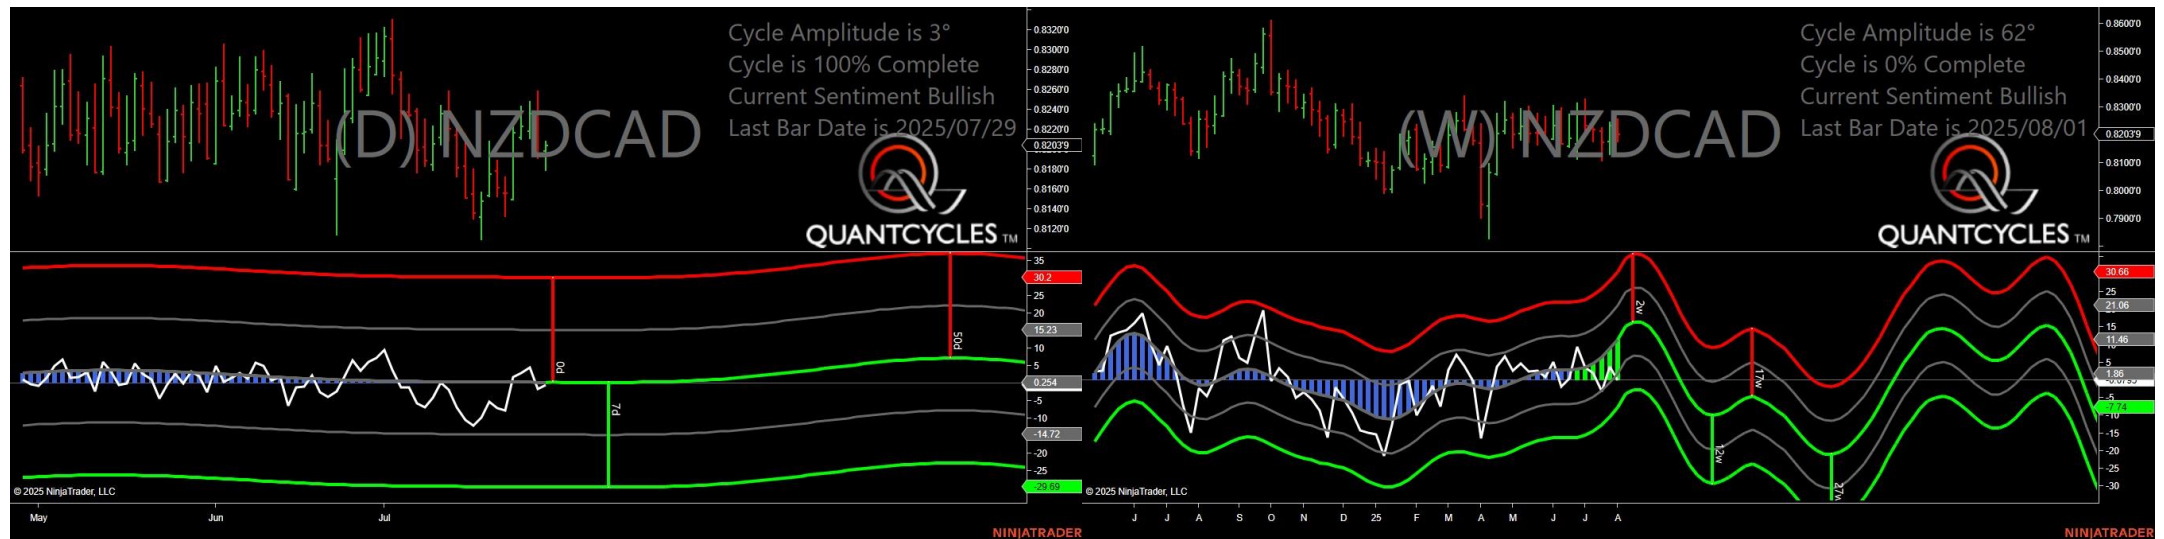 Cycle Amplitude is 3°
Cycle is 100% Complete
Current Sentiment Bullish
Last Bar Date is 2025/07/29
(D) NZDCAD
QUANTCYCLES TM
0.8320'0
0.8300'0
0.8280'0
0.8260'0
0.8240'0
0.8220'0
0.8203'9
0.8180'0
0.8160'0
0.8140'0
0.8120'0
35
30.2
25
20
15.23
10
5
0.254
-5
-10
-14.72
-20
-25
-29.69
0d
7d
50d
© 2025 NinjaTrader, LLC
May
Jun
Jul
NINJATRADER
Cycle Amplitude is 62°
Cycle is 0% Complete
Current Sentiment Bullish
Last Bar Date is 2025/08/01
(W) NZDCAD
QUANTCYCLES TM
0.8600'0
0.8500'0
0.8400'0
0.8300'0
0.8203'9
0.8100'0
0.8000'0
0.7900'0
30.66
25
21.06
15
11.46
5
1.86
-5
-7.74
-10
-15
-20
-25
-30
2w
12w
17w
27w
© 2025 NinjaTrader, LLC
J
J
A
S
O
N
D
25
F
M
A
M
J
J
A
NINJATRADER